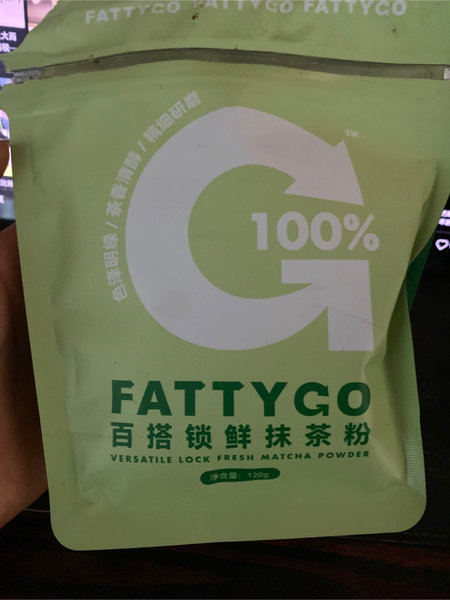 FATTYGO FATTYGO FATTYGO
色泽明绿/茶香清醇/精细研磨
TM
100%
FATTYGO
百搭锁鲜抹茶粉
VERSATILE LOCK FRESH MATCHA POWDER
净含量：120g